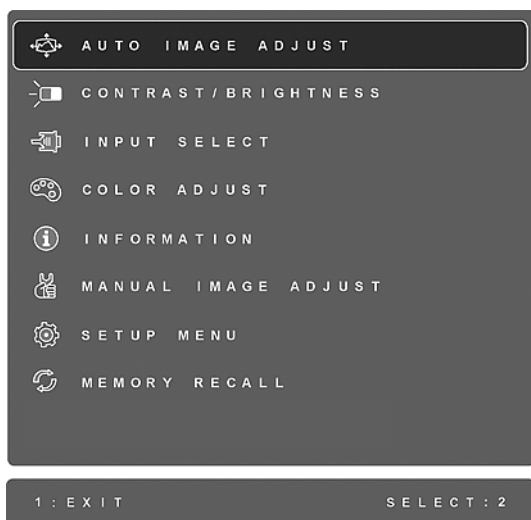 AUTO IMAGE ADJUST
CONTRAST/BRIGHTNESS
INPUT SELECT
COLOR ADJUST
INFORMATION
MANUAL IMAGE ADJUST
SETUP MENU
MEMORY RECALL
1:EXIT SELECT:2